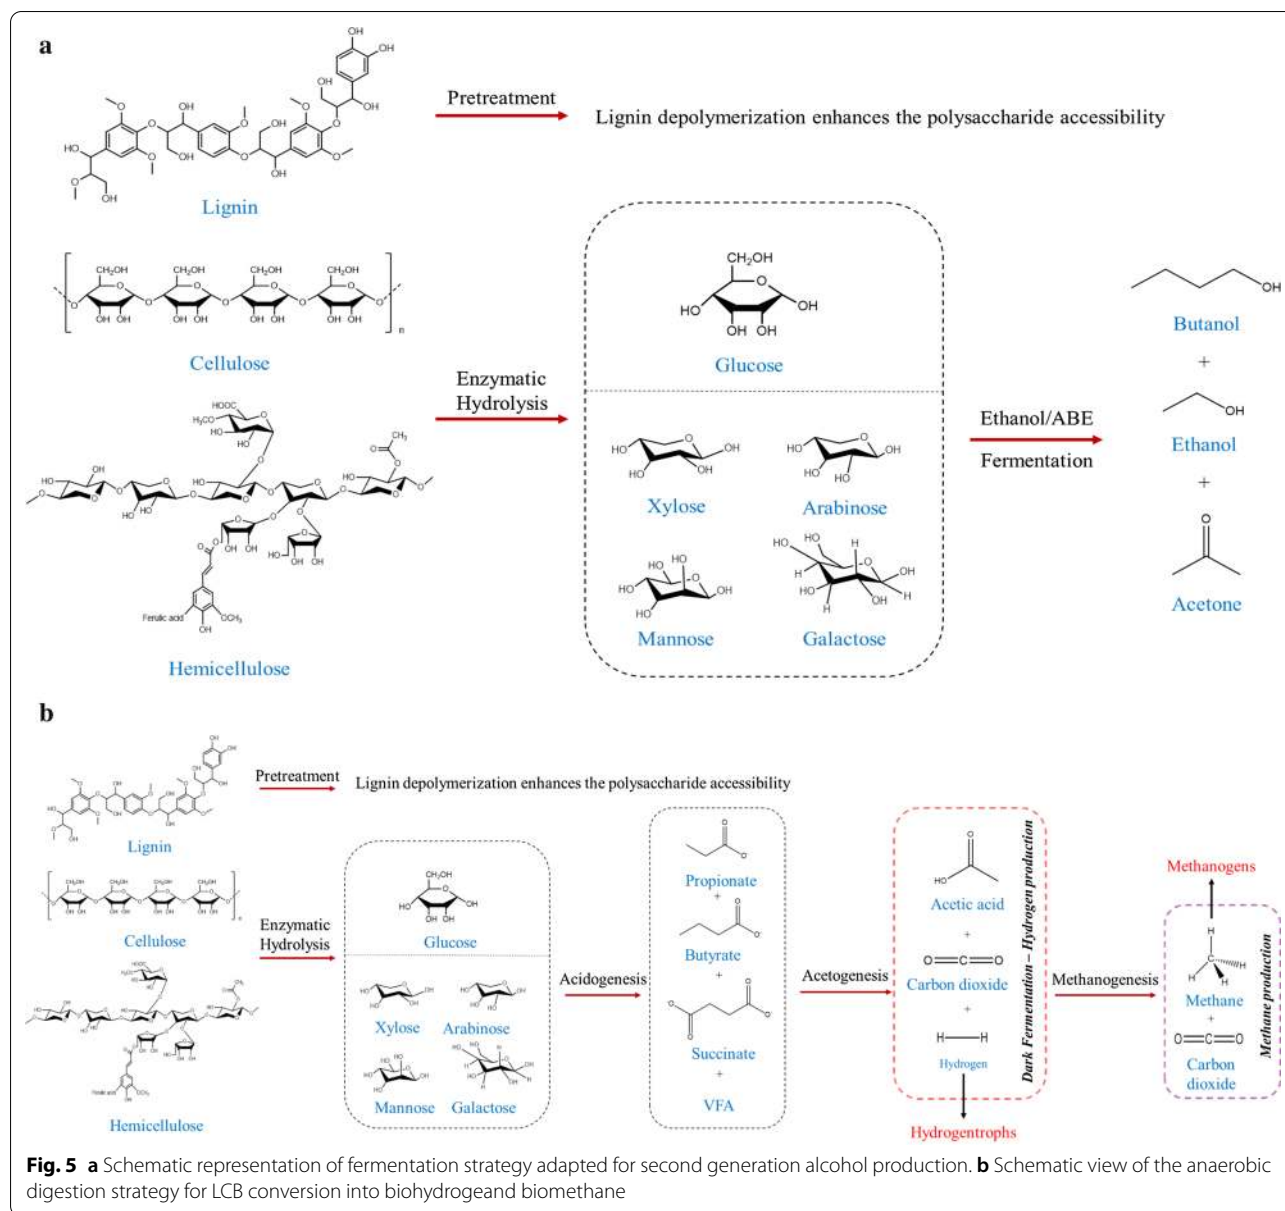 a
Pretreatment
Lignin depolymerization enhances the polysaccharide accessibility
Lignin
Cellulose
Enzymatic
Hydrolysis
Hemicellulose
Ferulic acid
Glucose
Xylose
Arabinose
Mannose
Galactose
Ethanol/ABE
Fermentation
Butanol
+
Ethanol
+
Acetone
b
Pretreatment
Lignin depolymerization enhances the polysaccharide accessibility
Lignin
Cellulose
Enzymatic
Hydrolysis
Hemicellulose
Ferulic acid
Glucose
Xylose
Arabinose
Mannose
Galactose
Acidogenesis
Propionate
+
Butyrate
+
Succinate
+
VFA
Acetogenesis
Acetic acid
+
Carbon dioxide
+
Hydrogen
Dark Fermentation – Hydrogen production
Hydrogentrophs
Methanogenesis
Methanogens
Methane
+
Carbon
dioxide
Methane production
Fig. 5 a Schematic representation of fermentation strategy adapted for second generation alcohol production. b Schematic view of the anaerobic
digestion strategy for LCB conversion into biohydrogeand biomethane